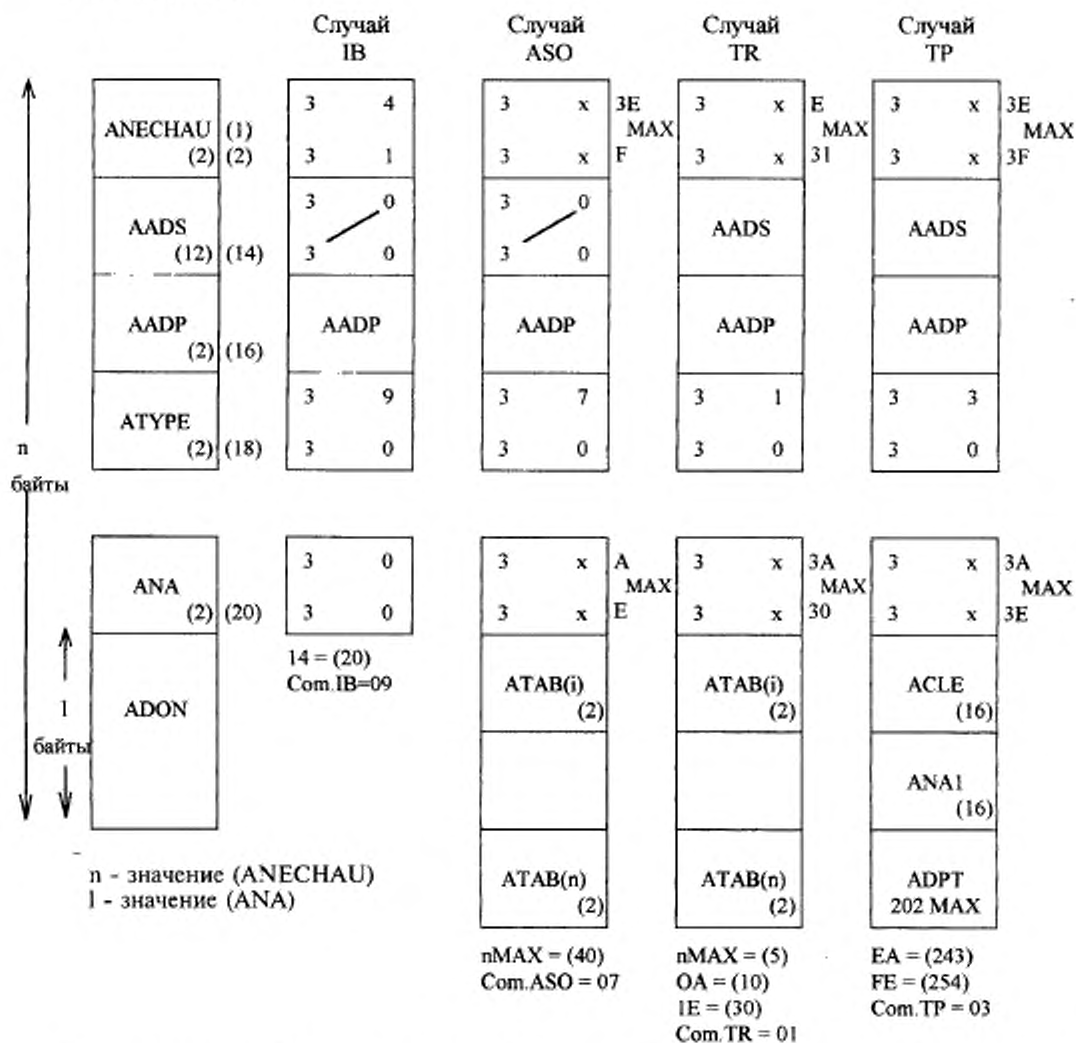 Случай IB
Случай ASO
Случай TR
Случай TP
ANECHAU (1)
(2) (2)
3 4
3 1
3 x 3E
MAX
3 x F
3 x E
MAX
3 x 31
3 x 3E
MAX
3 x 3F
AADS
(12) (14)
3 0
3 0
3 0
3 0
AADS
AADS
AADP
(2) (16)
AADP
AADP
AADP
AADP
ATYPE
(2) (18)
3 9
3 0
3 7
3 0
3 1
3 0
3 3
3 0
n
байты
ANA
(2) (20)
3 0
3 0
3 x A
MAX
3 x E
3 x 3A
MAX
3 x 30
3 x 3A
MAX
3 x 3E
14 = (20)
Com.IB=09
1
байты
ADON
ATAB(i)
(2)
ATAB(i)
(2)
ACLE
(16)
ANA1
(16)
ATAB(n)
(2)
ATAB(n)
(2)
ADPT
202 MAX
n - значение (ANECHAU)
l - значение (ANA)
nMAX = (40)
Com.ASO = 07
nMAX = (5)
OA = (10)
1E = (30)
Com.TR = 01
EA = (243)
FE = (254)
Com.TP = 03